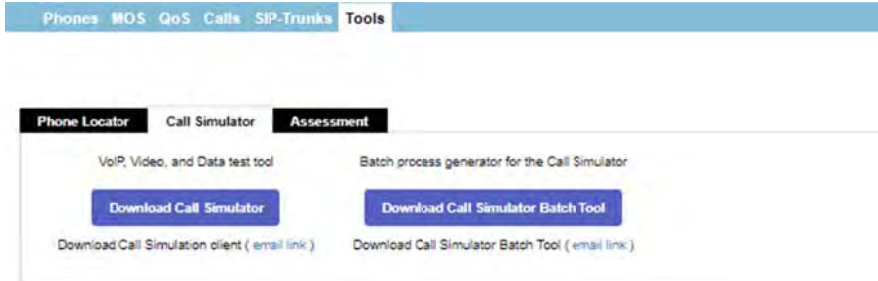 Phones MOS QoS Calls SIP-Trunks Tools
Phone Locator Call Simulator Assessment
VoIP, Video, and Data test tool Batch process generator for the Call Simulator
Download Call Simulator Download Call Simulator Batch Tool
Download Call Simulation client ( email link ) Download Call Simulator Batch Tool ( email link )